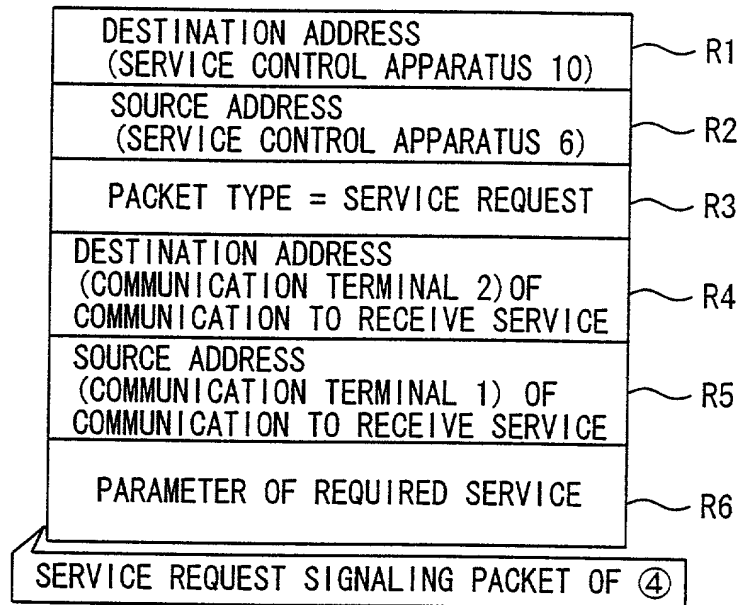 DESTINATION ADDRESS
(SERVICE CONTROL APPARATUS 10)
R1
SOURCE ADDRESS
(SERVICE CONTROL APPARATUS 6)
R2
PACKET TYPE = SERVICE REQUEST
R3
DESTINATION ADDRESS
(COMMUNICATION TERMINAL 2)OF
COMMUNICATION TO RECEIVE SERVICE
R4
SOURCE ADDRESS
(COMMUNICATION TERMINAL 1) OF
COMMUNICATION TO RECEIVE SERVICE
R5
PARAMETER OF REQUIRED SERVICE
R6
SERVICE REQUEST SIGNALING PACKET OF ④